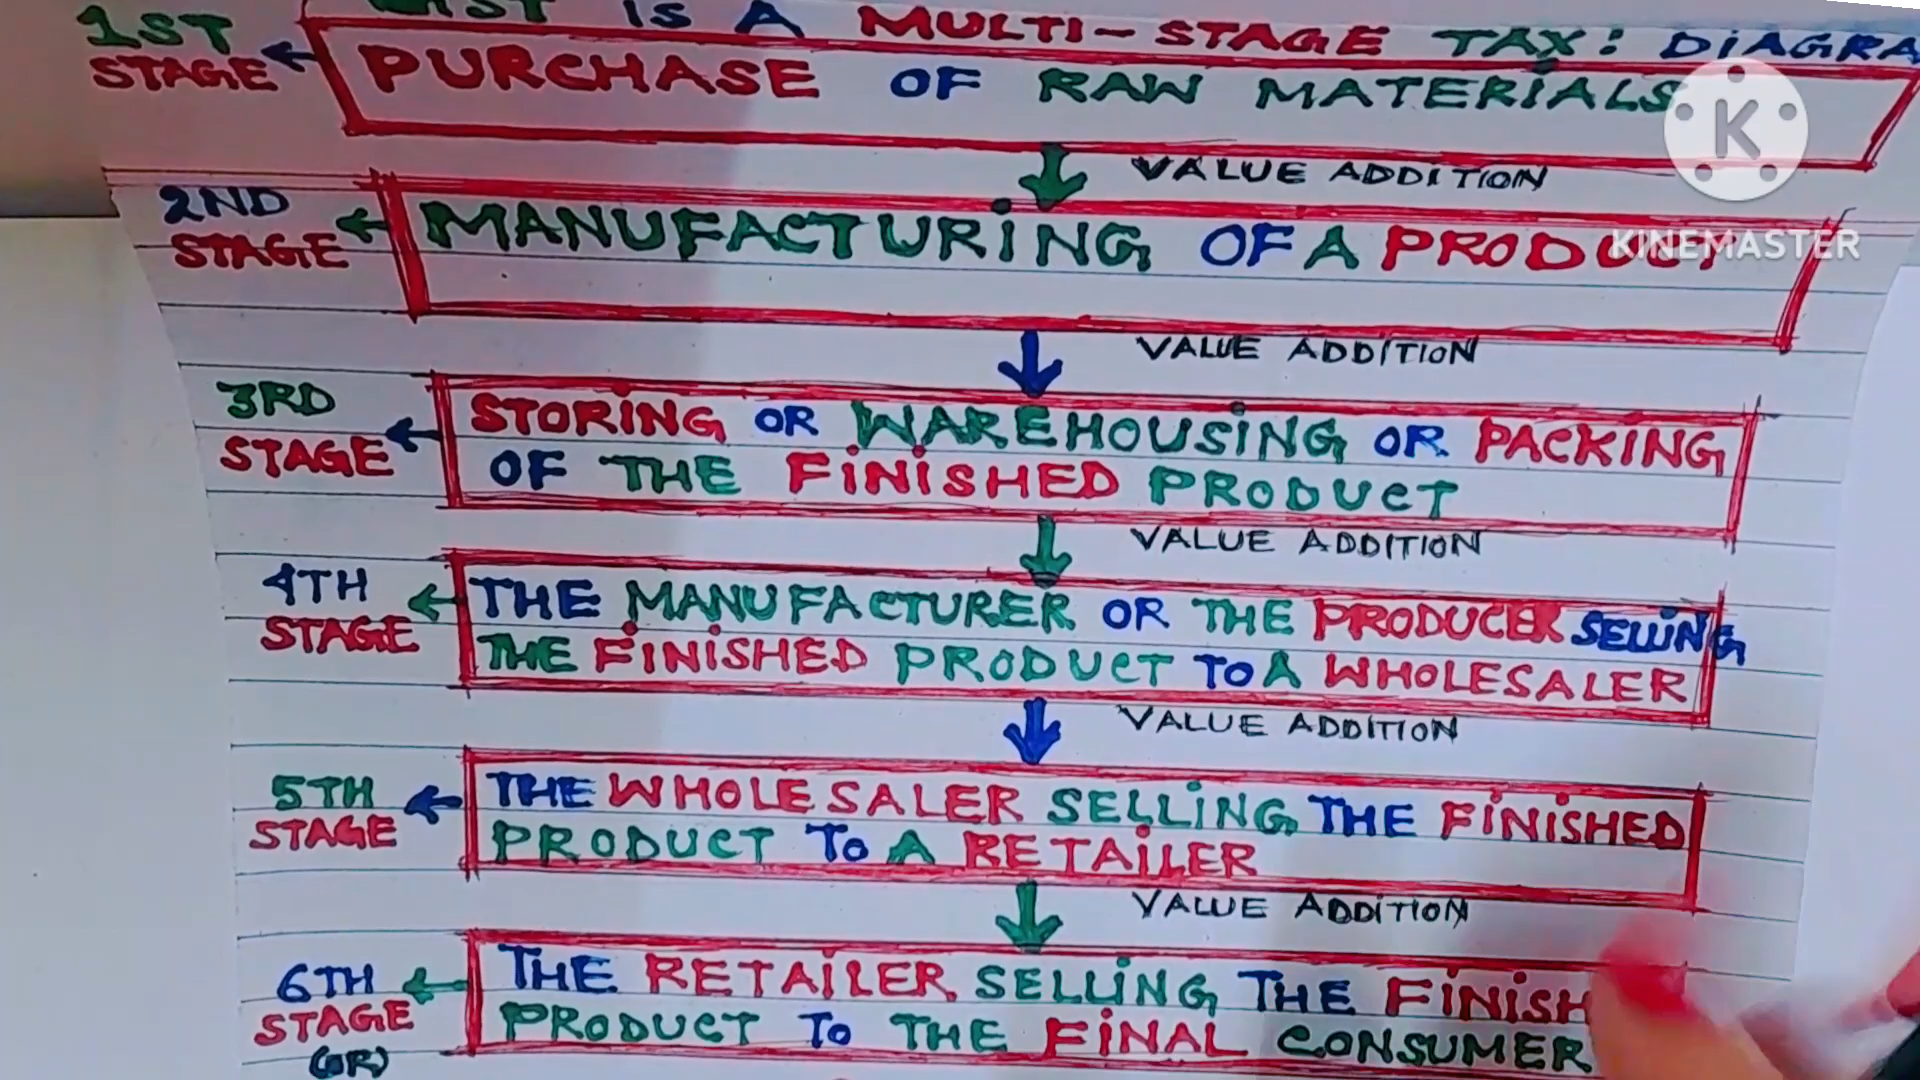 GST IS A MULTI-STAGE TAX: DIAGRA
1ST
STAGE
PURCHASE OF RAW MATERIALS
VALUE ADDITION
2ND
STAGE
MANUFACTURING OF A PRODUCT
KINEMASTER
VALUE ADDITION
3RD
STAGE
STORING OR WAREHOUSING OR PACKING
OF THE FINISHED PRODUCT
VALUE ADDITION
4TH
STAGE
THE MANUFACTURER OR THE PRODUCER SELLING
THE FINISHED PRODUCT TO A WHOLESALER
VALUE ADDITION
5TH
STAGE
THE WHOLESALER SELLING THE FINISHED
PRODUCT TO A RETAILER
VALUE ADDITION
6TH
STAGE
(OR)
THE RETAILER SELLING THE FINISH
PRODUCT TO THE FINAL CONSUMER